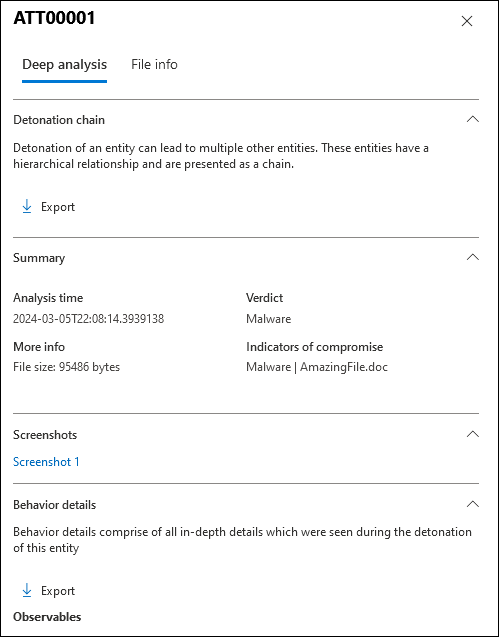 ATT00001
Deep analysis
File info
Detonation chain
Detonation of an entity can lead to multiple other entities. These entities have a
hierarchical relationship and are presented as a chain.
Export
Summary
Analysis time
Verdict
2024-03-05T22:08:14.3939138
Malware
More info
Indicators of compromise
File size: 95486 bytes
Malware | AmazingFile.doc
Screenshots
Screenshot 1
Behavior details
Behavior details comprise of all in-depth details which were seen during the detonation
of this entity
Export
Observables